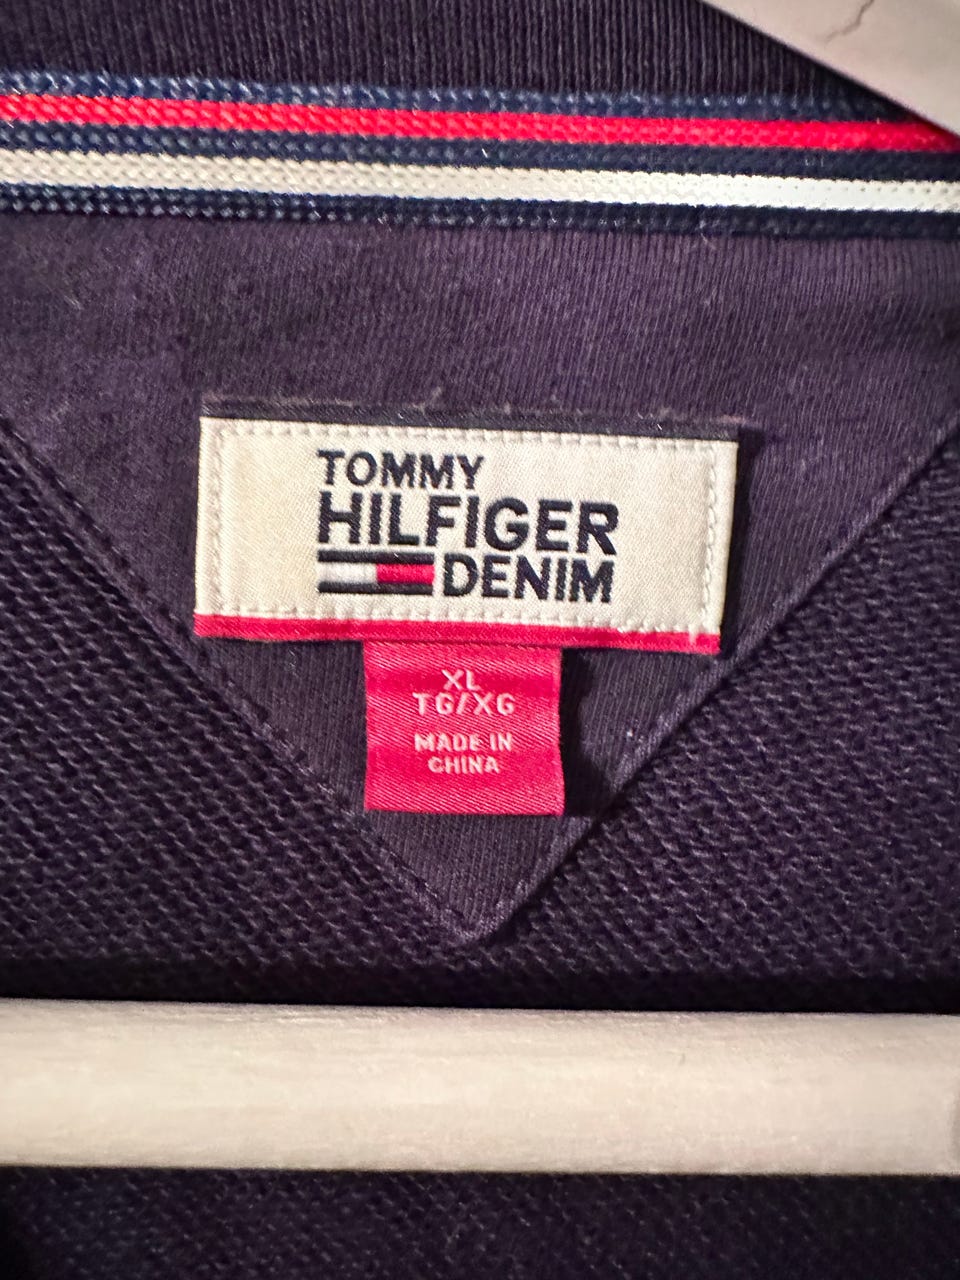 TOMMY
HILFIGER
DENIM
XL
TG/XG
MADE IN
CHINA